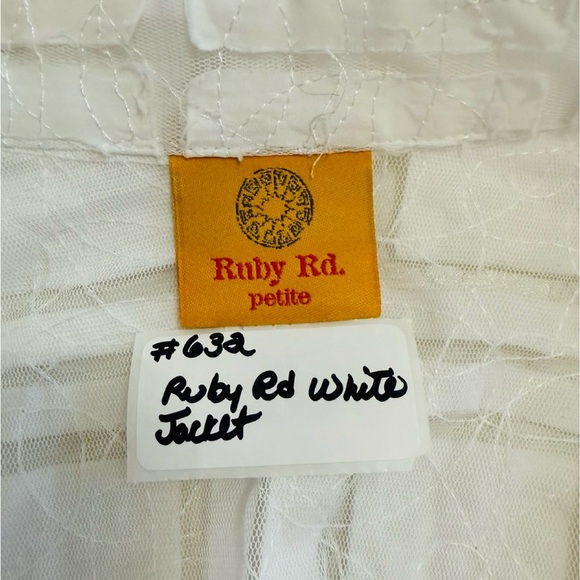 Ruby Rd.
petite
#632
Ruby Rd White
Jacket